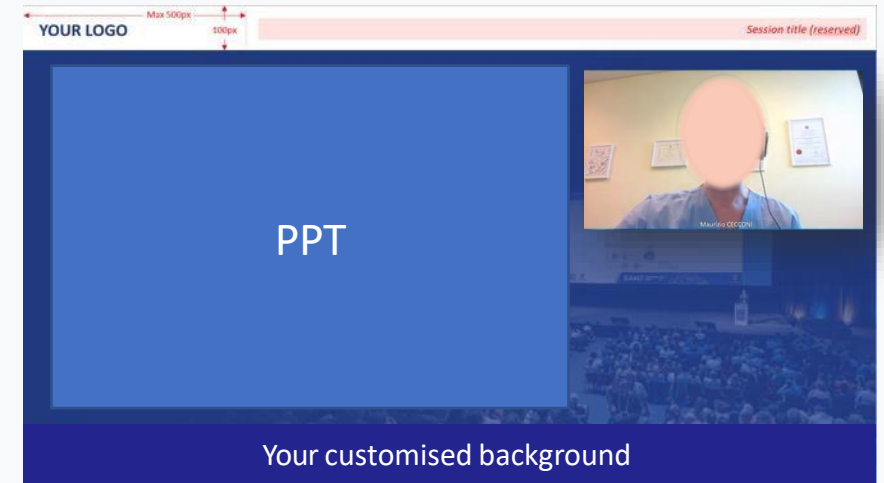 Max 500px
YOUR LOGO
100px
Session title (reserved)
PPT
Maurizio CECCONI
Your customised background